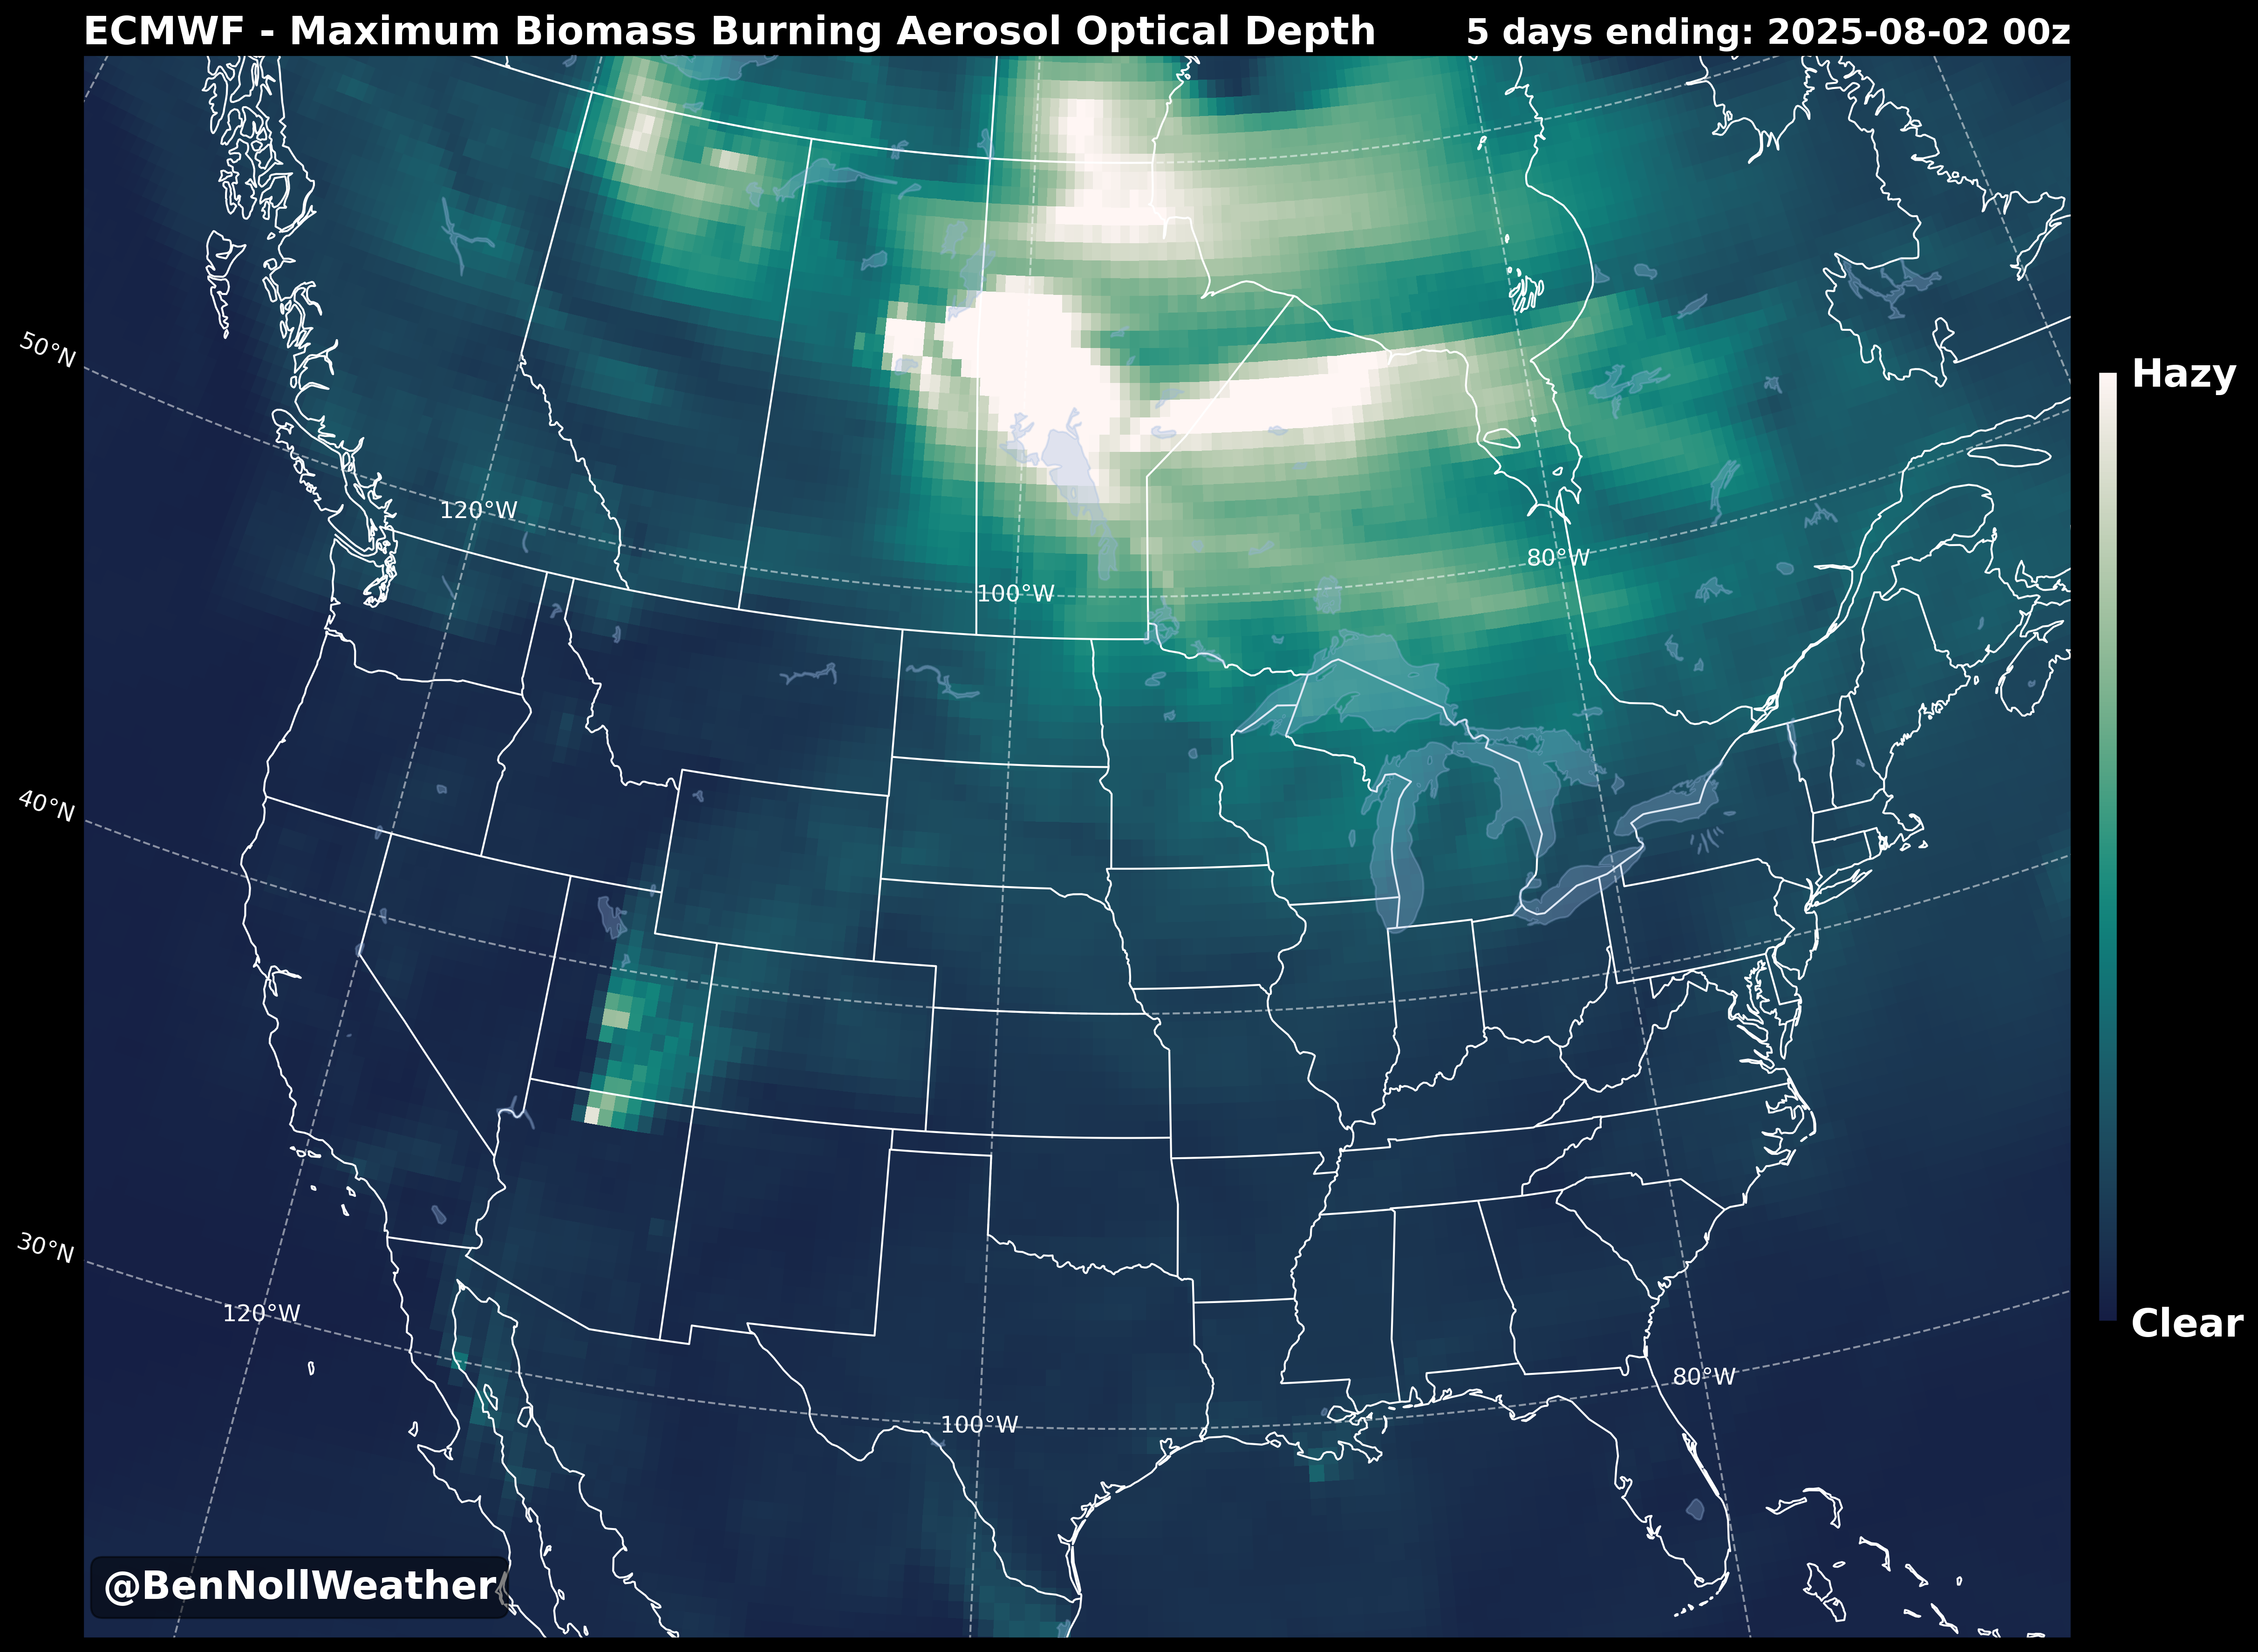 ECMWF - Maximum Biomass Burning Aerosol Optical Depth
5 days ending: 2025-08-02 00z
50°N
Hazy
120°W
80°W
100°W
40°N
30°N
120°W
Clear
80°W
100°W
@BenNollWeather